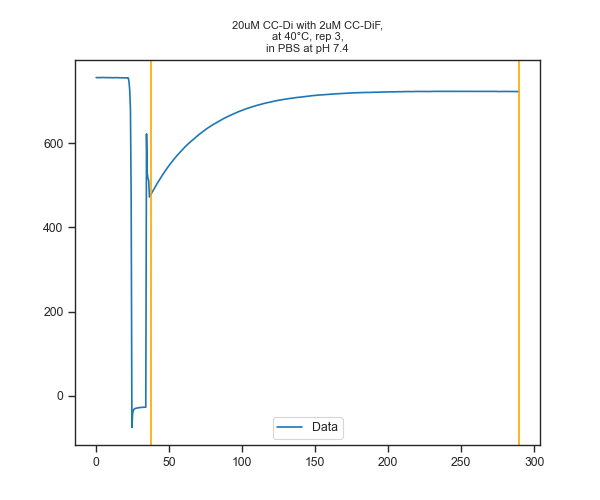 20uM CC-Di with 2uM CC-DiF,
at 40°C, rep 3,
in PBS at pH 7.4
600
400
200
0
Data
0 50 100 150 200 250 300